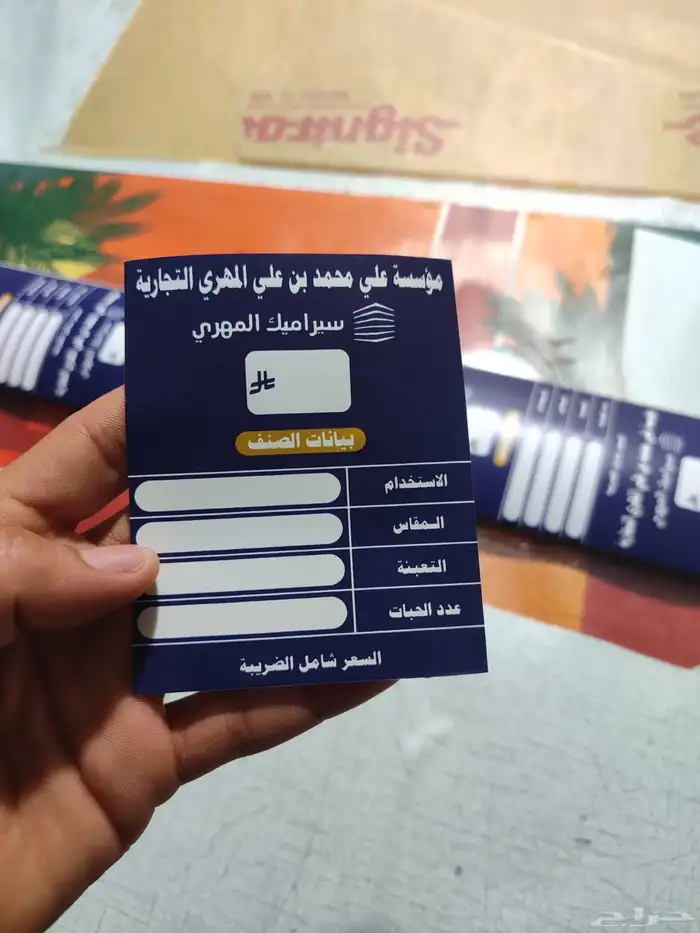 Signtra
مؤسسة علي محمد بن علي المهري التجارية
سيراميك المهري
بيانات الصنف
الاستخدام
المقاس
التعبئة
عدد الحبات
السعر شامل الضريبة
حراج